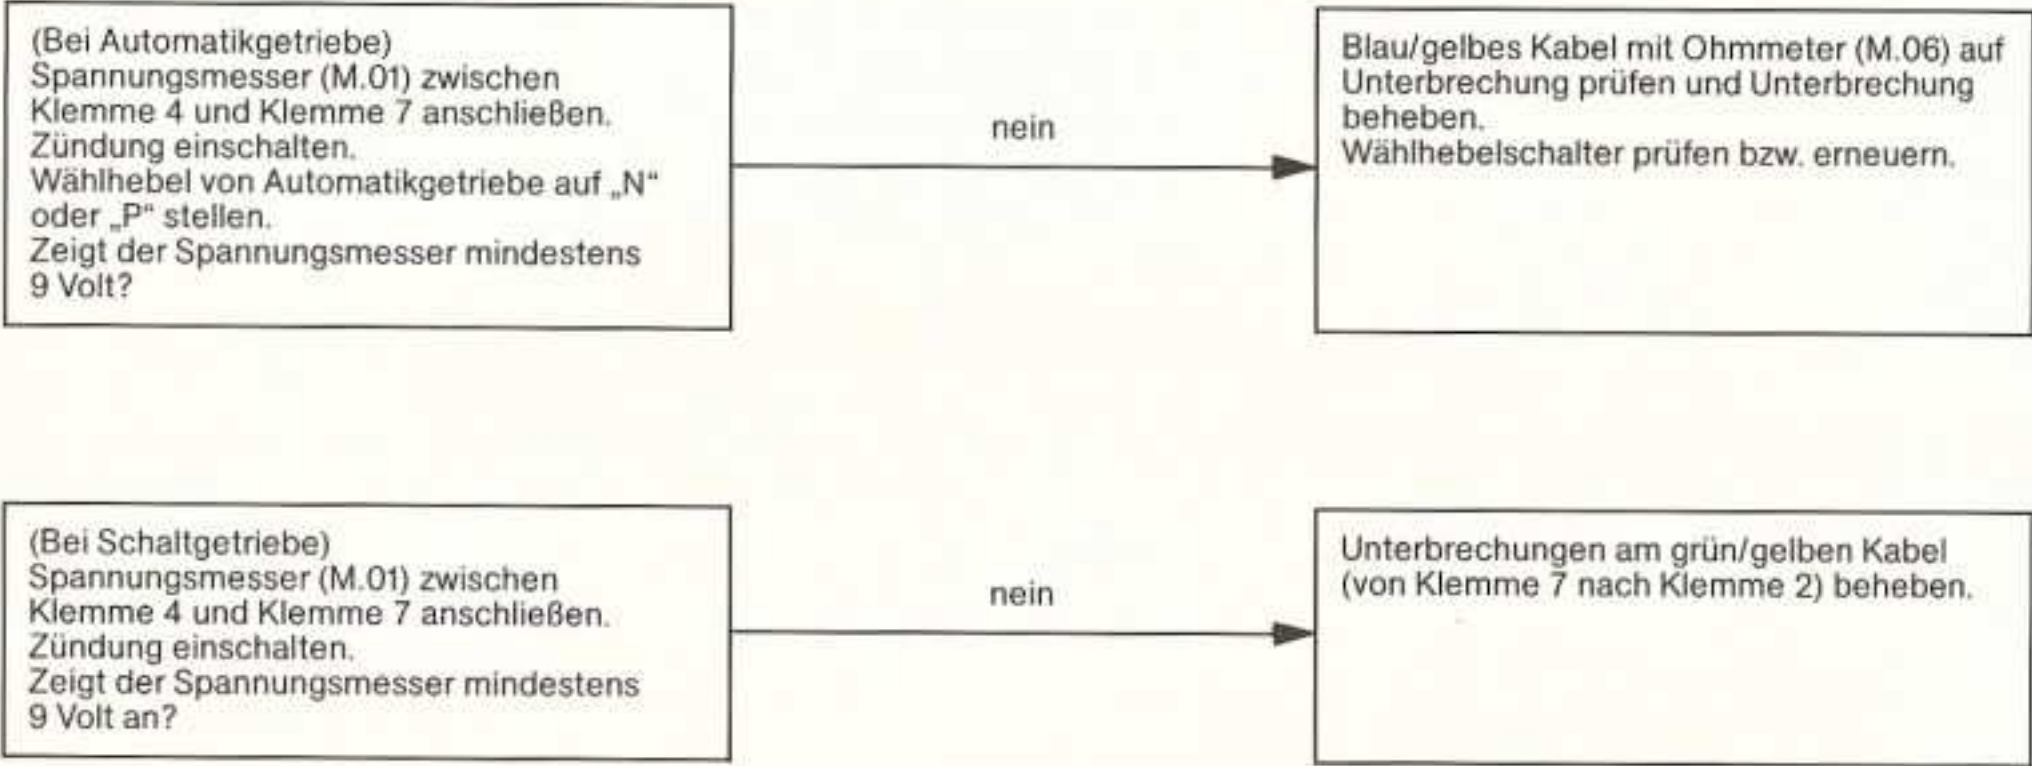 (Bei Automatikgetriebe)
Spannungsmesser (M.01) zwischen
Klemme 4 und Klemme 7 anschließen.
Zündung einschalten.
Wählhebel von Automatikgetriebe auf „N“
oder „P“ stellen.
Zeigt der Spannungsmesser mindestens
9 Volt?
nein
Blau/gelbes Kabel mit Ohmmeter (M.06) auf
Unterbrechung prüfen und Unterbrechung
beheben.
Wählhebelschalter prüfen bzw. erneuern.
(Bei Schaltgetriebe)
Spannungsmesser (M.01) zwischen
Klemme 4 und Klemme 7 anschließen.
Zündung einschalten.
Zeigt der Spannungsmesser mindestens
9 Volt an?
nein
Unterbrechungen am grün/gelben Kabel
(von Klemme 7 nach Klemme 2) beheben.